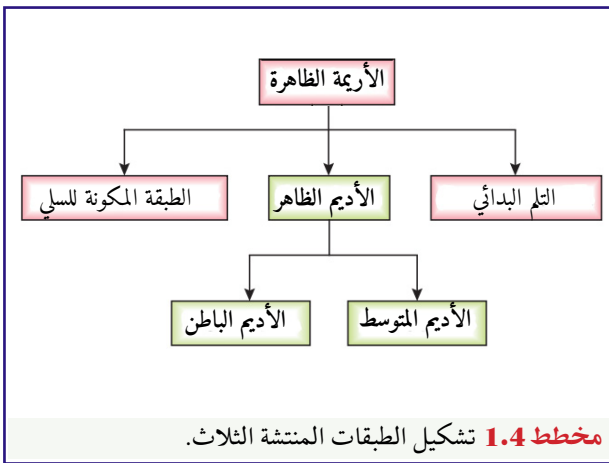 الأريمة الظاهرة
التلم البدائي
الأديم الظاهر
الطبقة المكونة للسلي
الأديم المتوسط
الأديم الباطن
مخطط 1.4 تشكيل الطبقات المنتشة الثلاث.